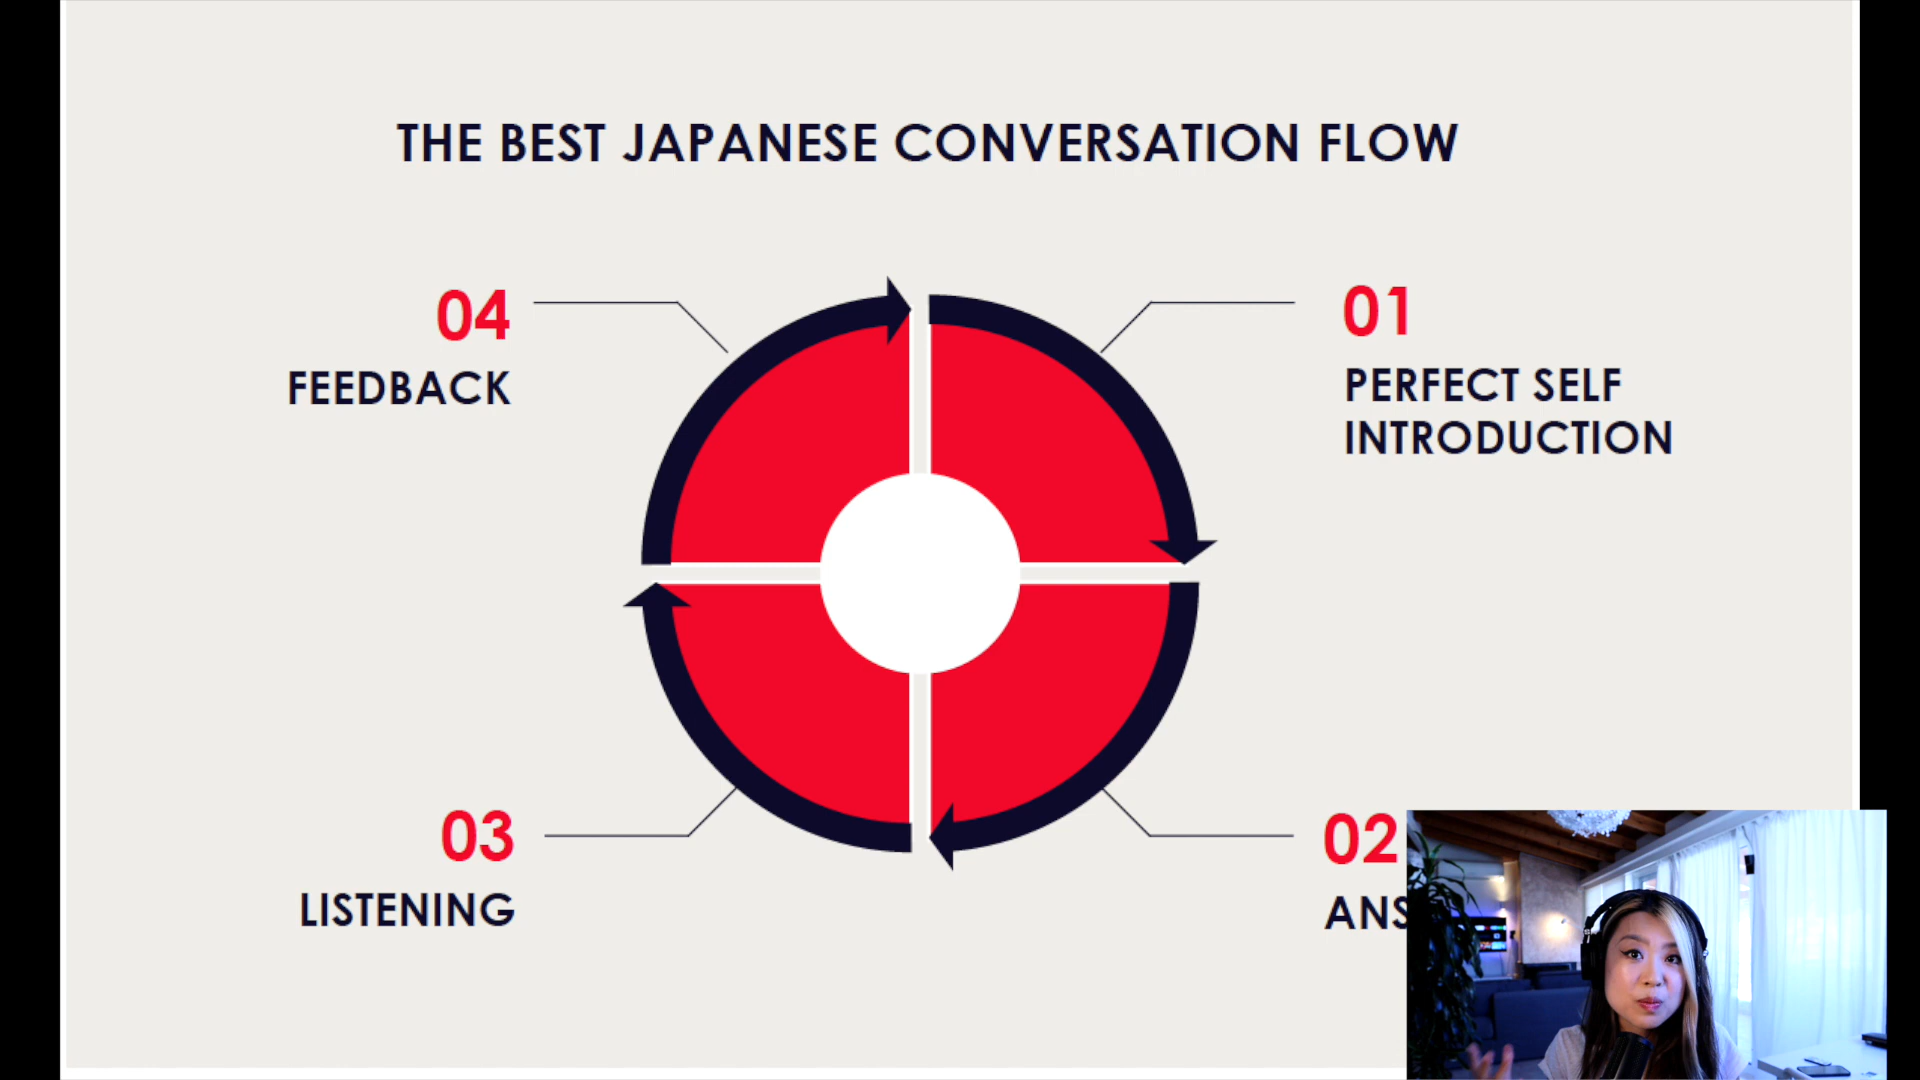 THE BEST JAPANESE CONVERSATION FLOW
01
PERFECT SELF
INTRODUCTION
02
03
LISTENING
04
FEEDBACK